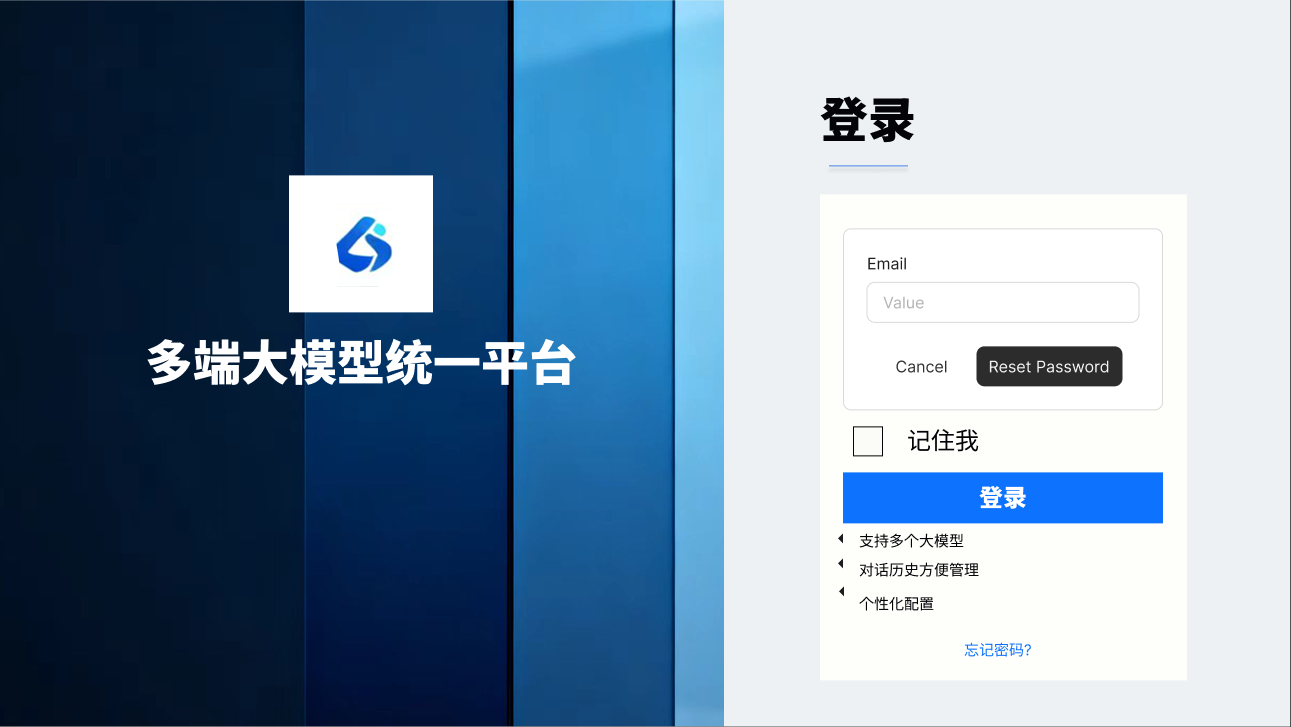 多端大模型统一平台
登录
Email
Value
Cancel
Reset Password
记住我
登录
支持多个大模型
对话历史方便管理
个性化配置
忘记密码?